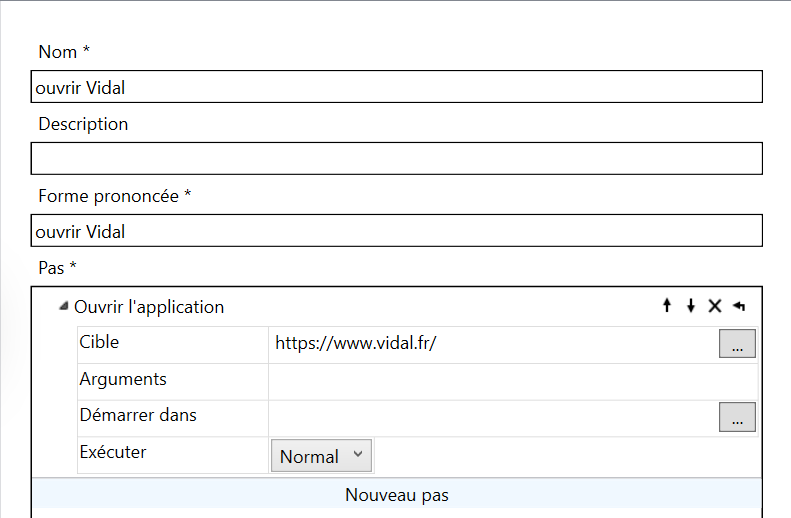 Nom *
ouvrir Vidal
Description
Forme prononcée *
ouvrir Vidal
Pas *
Ouvrir l'application
Cible https://www.vidal.fr/ ...
Arguments
Démarrer dans ...
Exécuter Normal
Nouveau pas